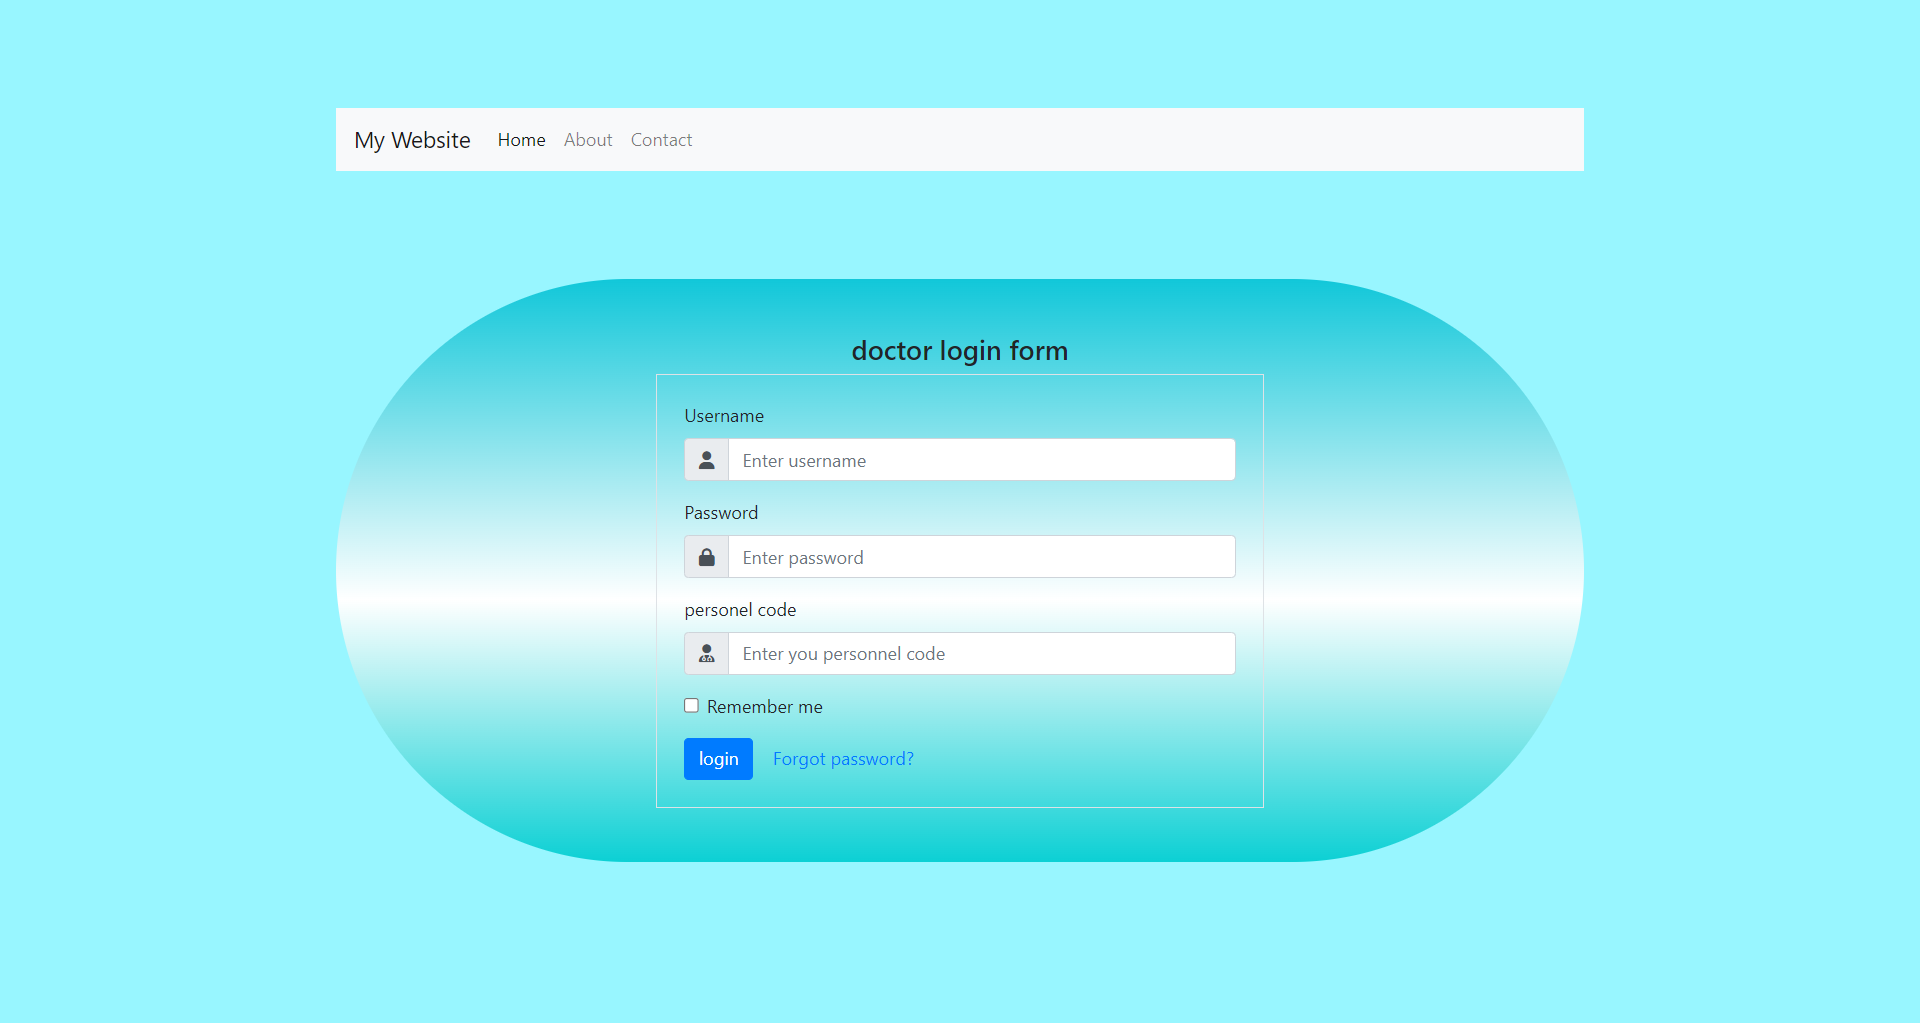 My Website Home About Contact
doctor login form
Username
Enter username
Password
Enter password
personel code
Enter you personnel code
Remember me
login Forgot password?